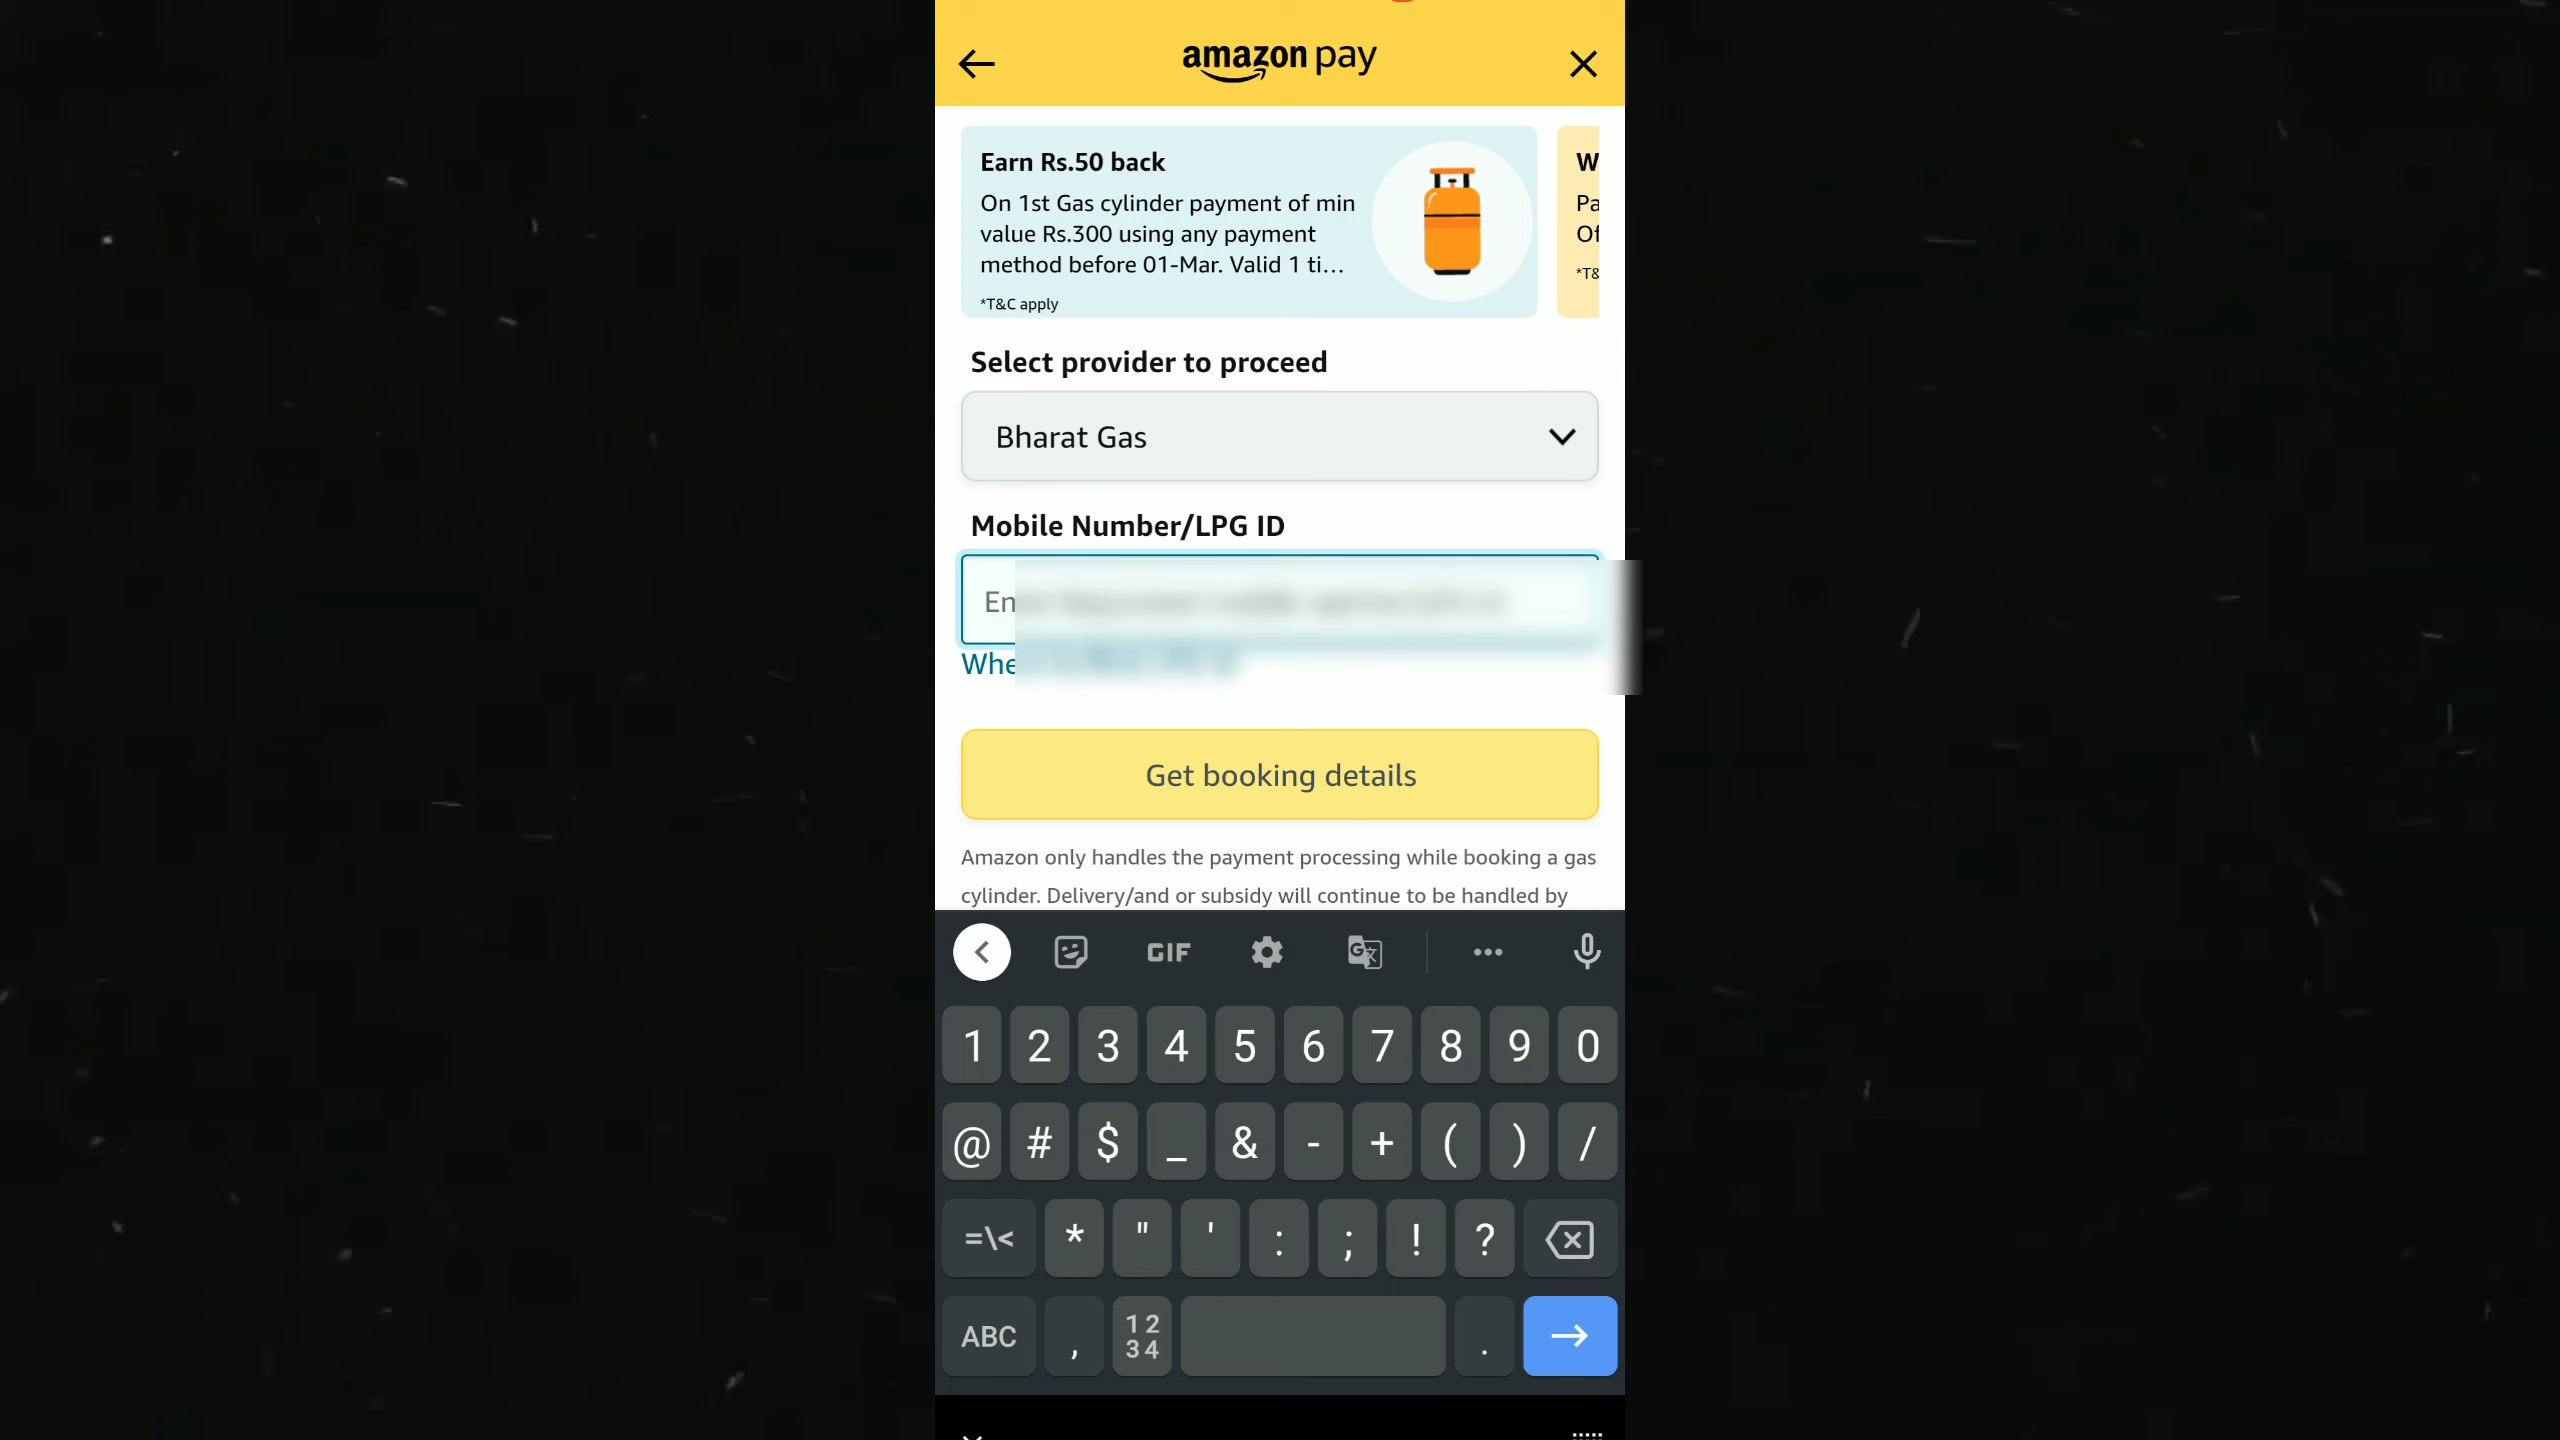 amazon pay
Earn Rs.50 back
On 1st Gas cylinder payment of min
value Rs.300 using any payment
method before 01-Mar. Valid 1 ti...
*T&C apply
W
Pa
Of
*T&
Select provider to proceed
Bharat Gas
Mobile Number/LPG ID
En
Whe
Get booking details
Amazon only handles the payment processing while booking a gas
cylinder. Delivery/and or subsidy will continue to be handled by
GIF
1 2 3 4 5 6 7 8 9 0
@ # $ _ & - + ( ) /
=\< * " ' : ; ! ?
ABC , 12 34 .